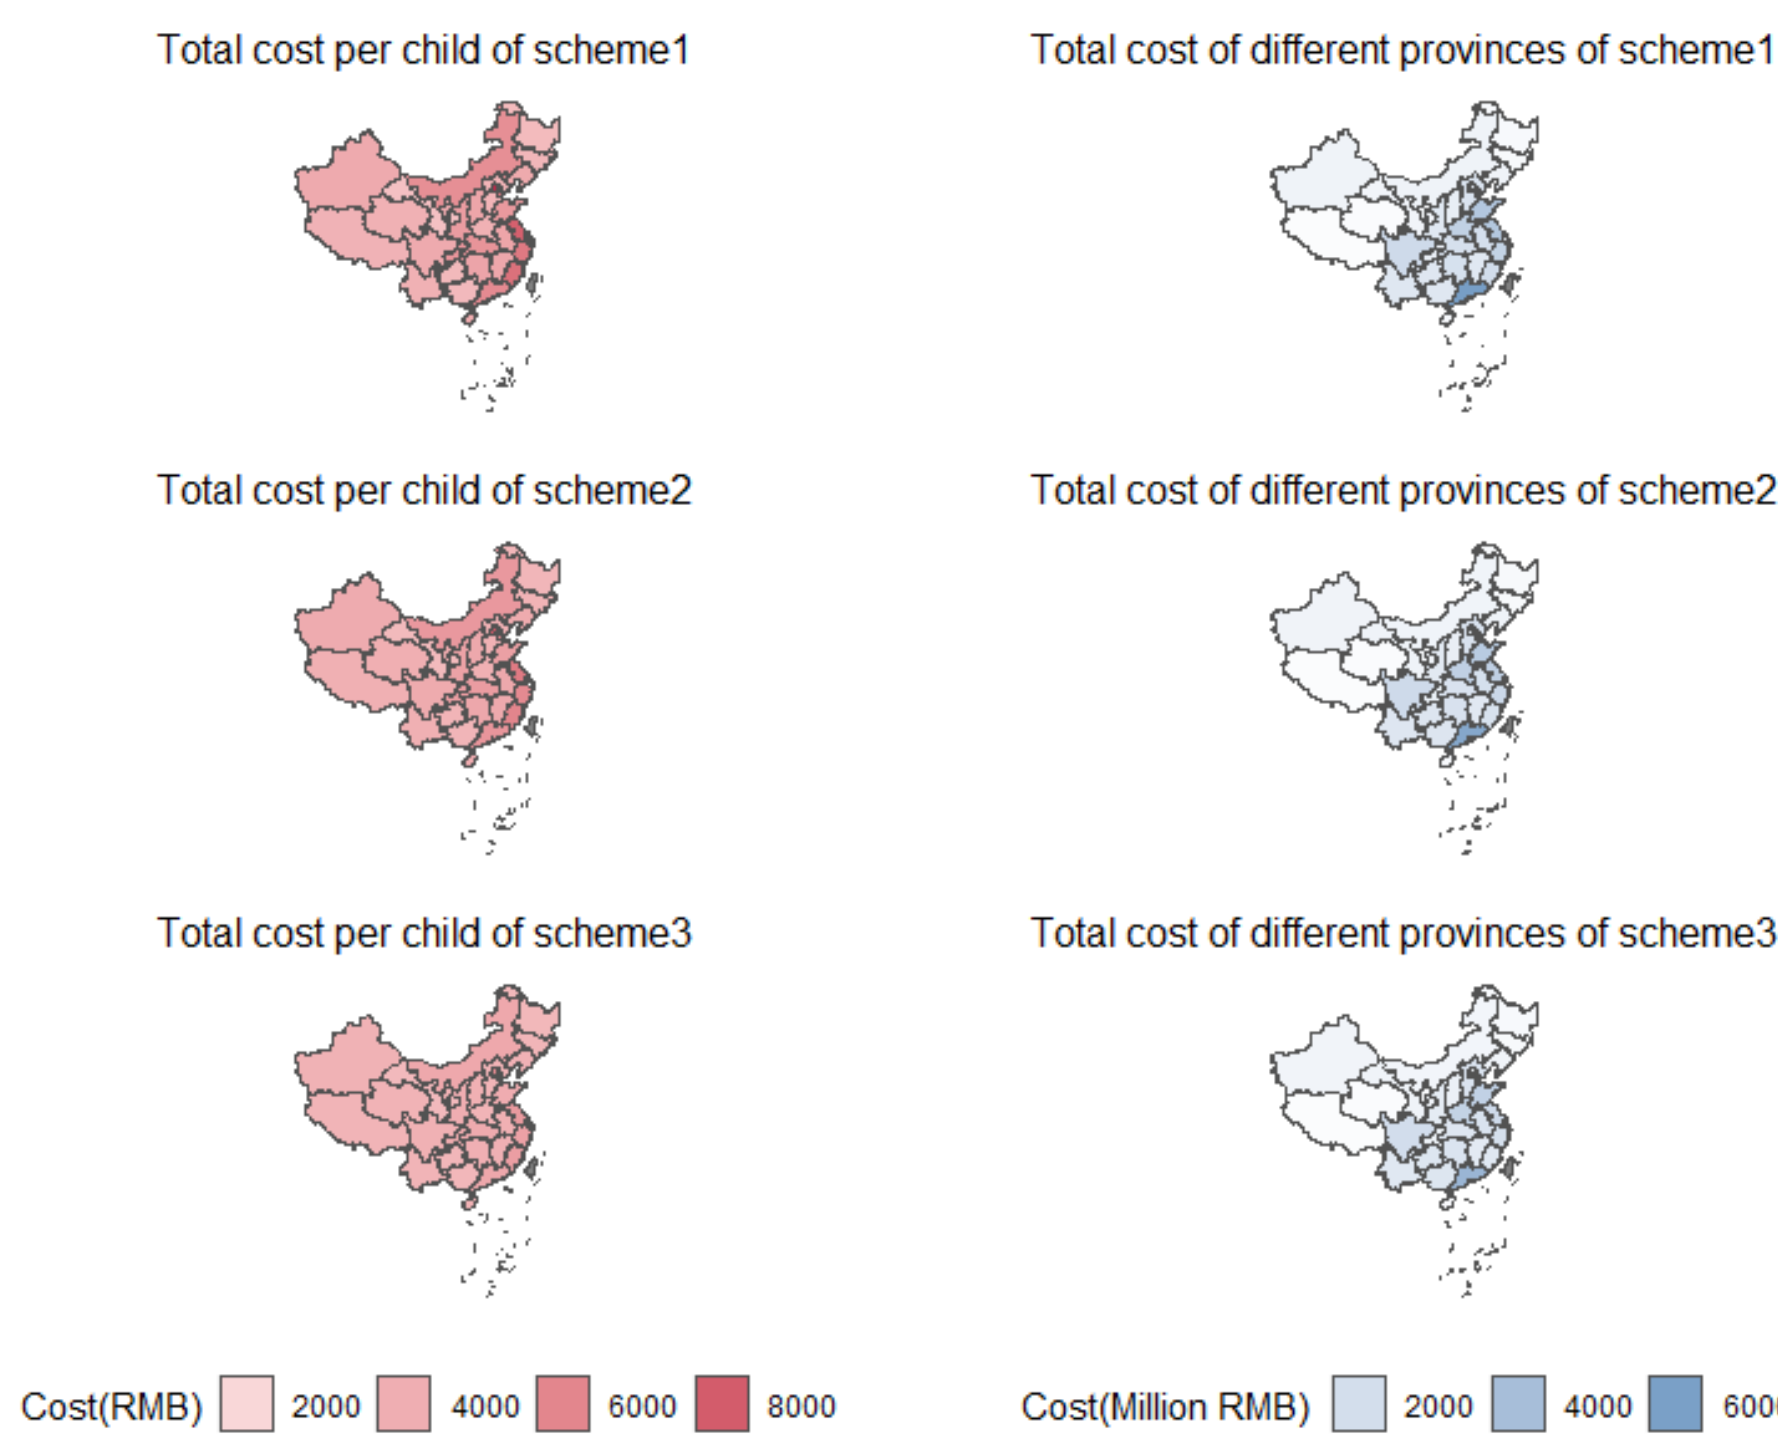 Total cost per child of scheme1
Total cost of different provinces of scheme1
Total cost per child of scheme2
Total cost of different provinces of scheme2
Total cost per child of scheme3
Total cost of different provinces of scheme3
Cost(RMB) 2000 4000 6000 8000
Cost(Million RMB) 2000 4000